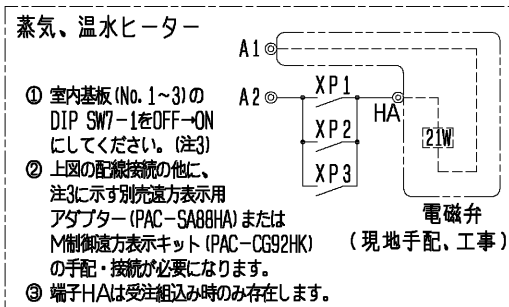 蒸気、温水ヒーター
A1
① 室内基板(No. 1~3)の
A2
XP1
DIP SW7-1をOFF→ON
HA
にしてください。(注3)
XP2
21W
② 上図の配線接続の他に、
注3に示す別売遠方表示用
XP3
アダプター(PAC-SA88HA)または
電磁弁
M制御遠方表示キット(PAC-CG92HK)
(現地手配、工事)
の手配・接続が必要になります。
③ 端子HAは受注組込み時のみ存在します。